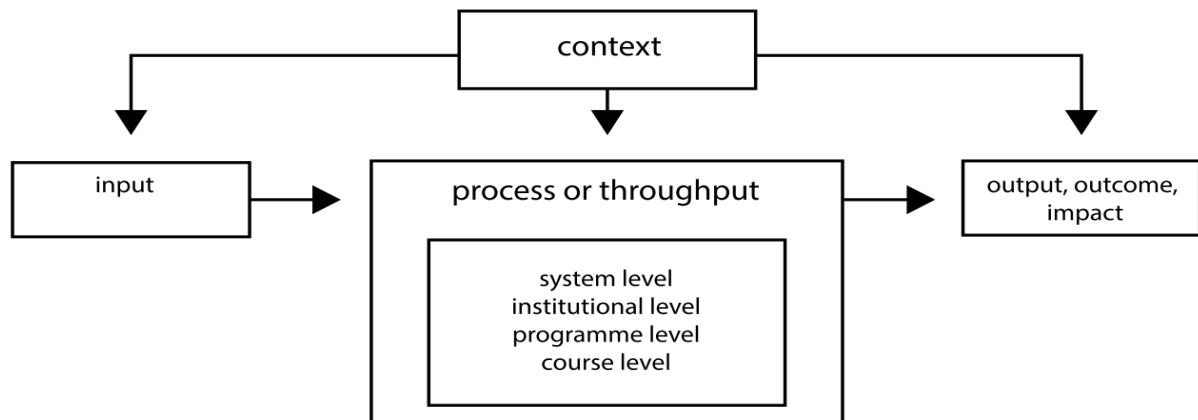 context
input
process or throughput
output, outcome,
impact
system level
institutional level
programme level
course level